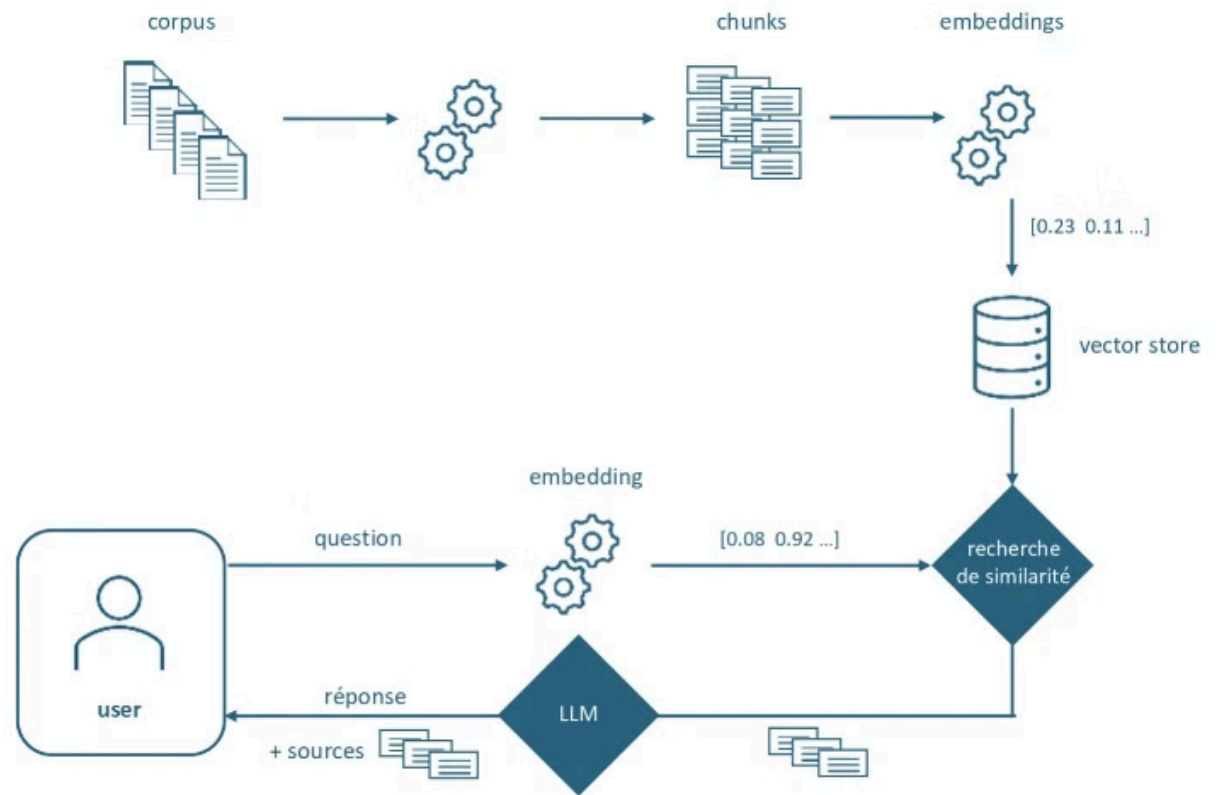 corpus
chunks
embeddings
[0.23 0.11 ...]
vector store
embedding
question
[0.08 0.92 ...]
recherche
de similarité
user
réponse
LLM
+ sources